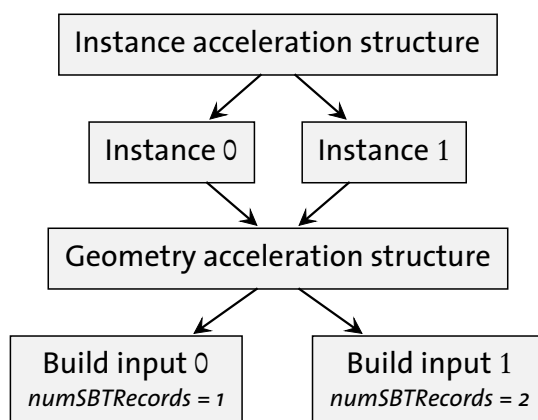 Instance acceleration structure
Instance 0
Instance 1
Geometry acceleration structure
Build input 0
numSBTRecords = 1
Build input 1
numSBTRecords = 2